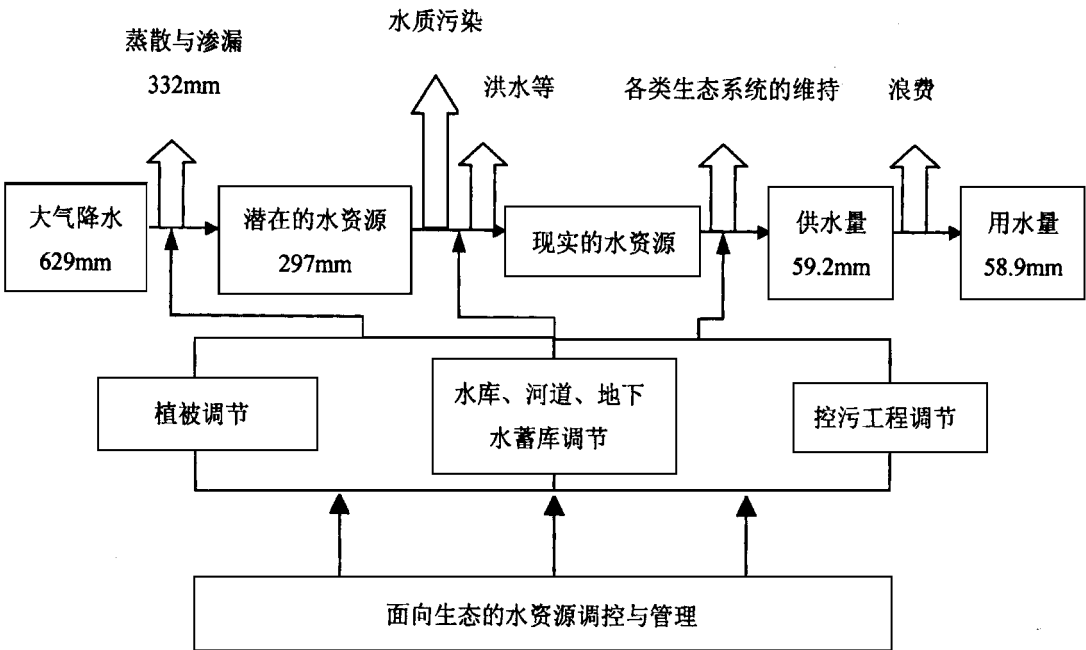 水质污染
蒸散与渗漏
332mm
洪水等
各类生态系统的维持
浪费
大气降水
629mm
潜在的水资源
297mm
现实的水资源
供水量
59.2mm
用水量
58.9mm
植被调节
水库、河道、地下
水蓄库调节
控污工程调节
面向生态的水资源调控与管理